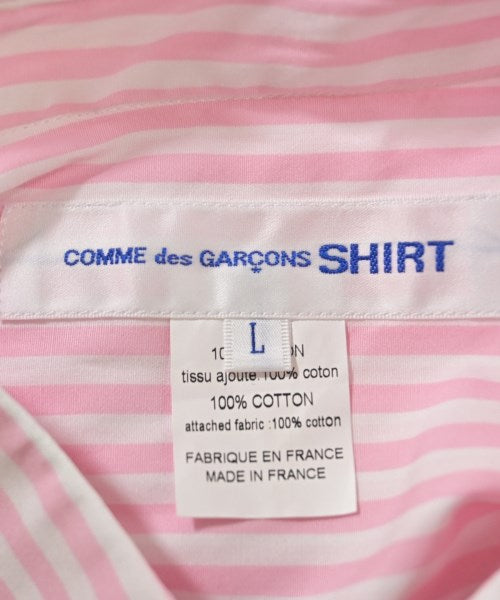 COMME des GARÇONS SHIRT
L
tissu ajoute:100% coton
100% COTTON
attached fabric :100% cotton
FABRIQUE EN FRANCE
MADE IN FRANCE